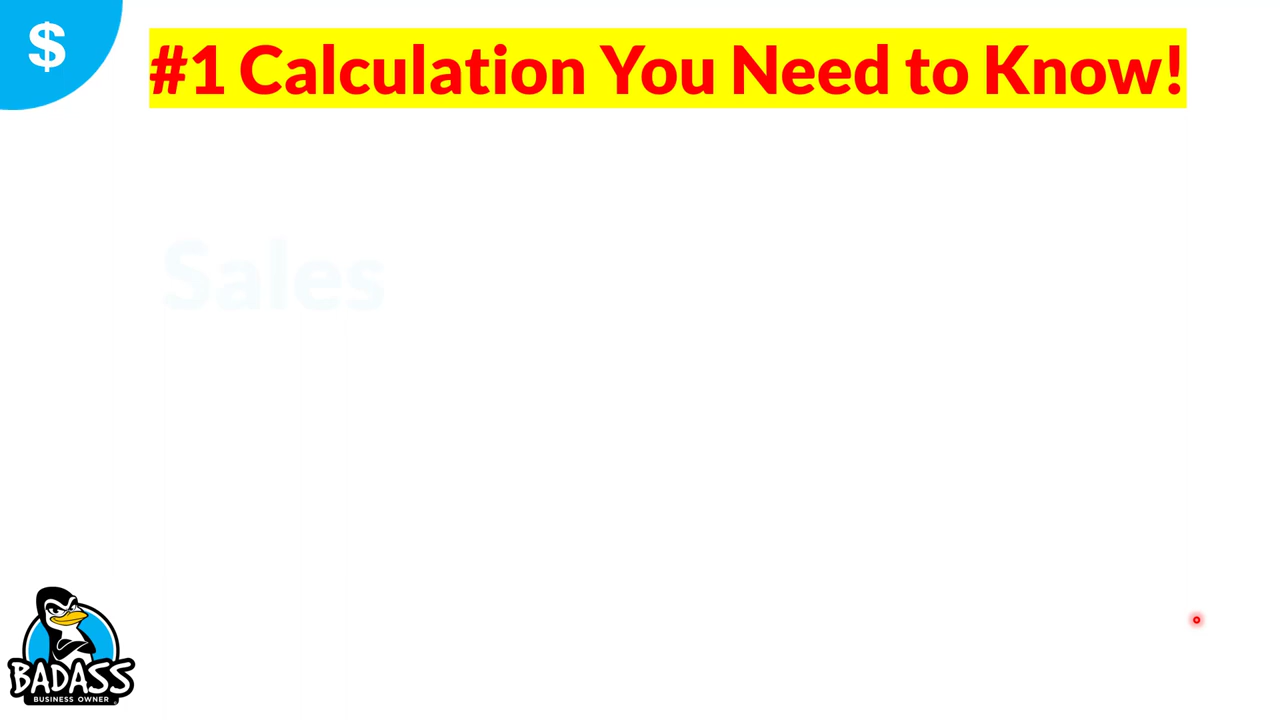 $
#1 Calculation You Need to Know!
Sales
BADASS
BUSINESS OWNER